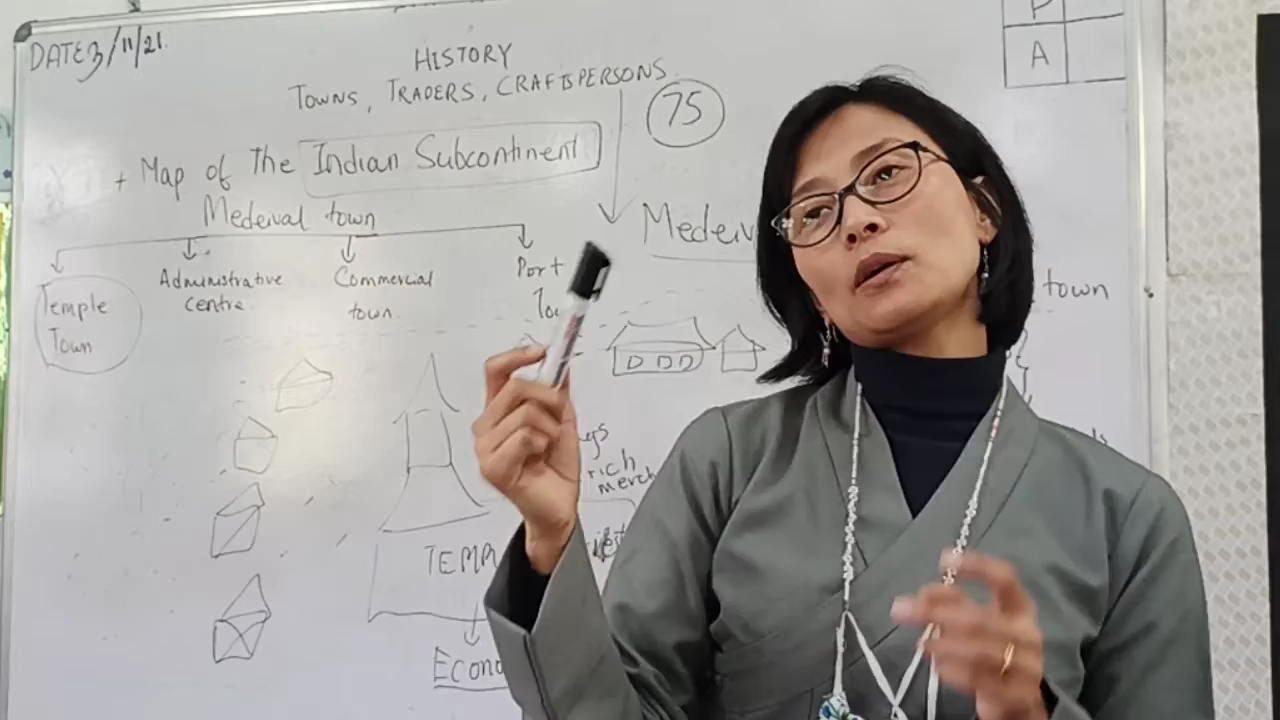 DATE 3/11/21.
P
A
HISTORY
TOWNS, TRADERS, CRAFTSPERSONS
75
+ Map of the Indian Subcontinent
Medeival town
Medeiv
Temple
Town
Administrative
centre
Commercial
town
Port
To
town
rich
merch
TEMP
Econo